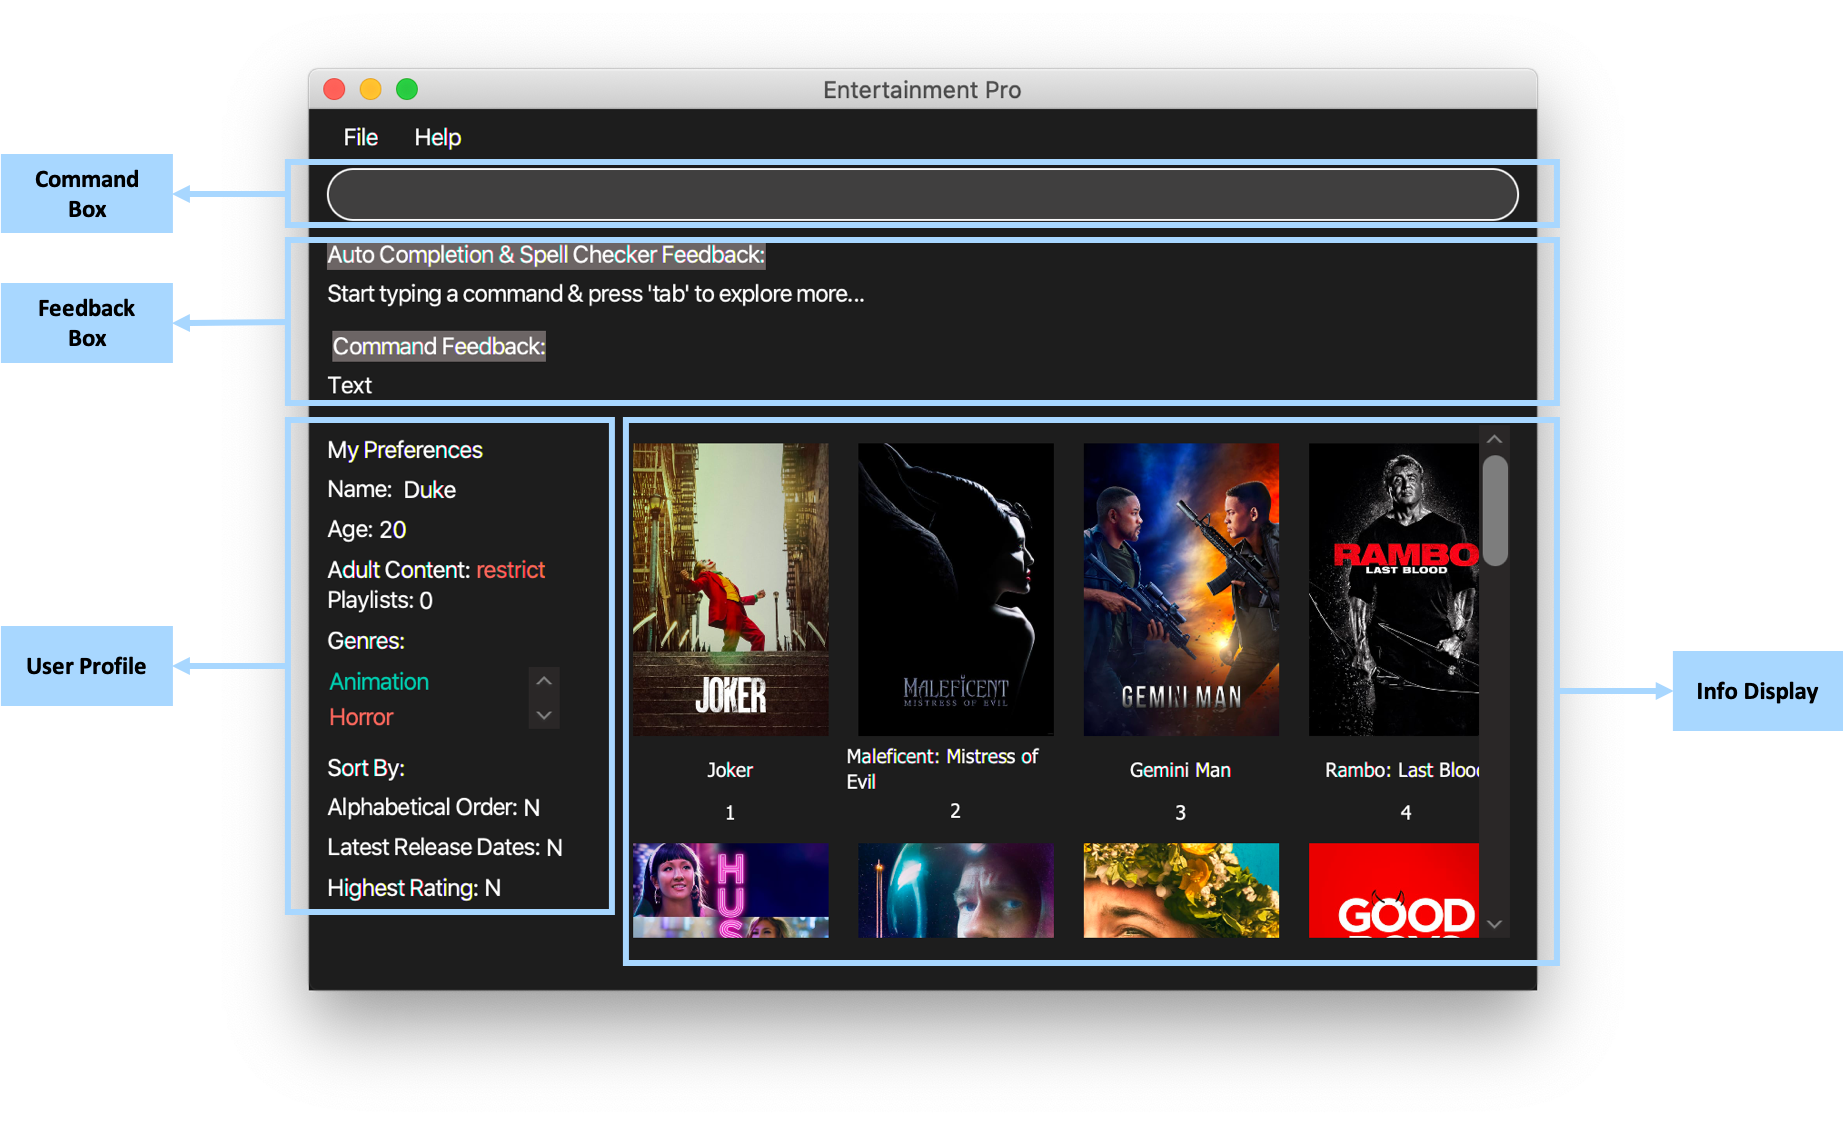 Entertainment Pro
File Help
Command
Box
Auto Completion & Spell Checker Feedback:
Start typing a command & press 'tab' to explore more...
Feedback
Box
Command Feedback:
Text
My Preferences
Name: Duke
Age: 20
Adult Content: restrict
Playlists: 0
Genres:
Animation
Horror
Sort By:
Alphabetical Order: N
Latest Release Dates: N
Highest Rating: N
User Profile
JOKER
MALEFICENT
MISTRESS OF EVIL
GEMINI MAN
RAMBO
LAST BLOOD
Joker
Maleficent: Mistress of
Evil
Gemini Man
Rambo: Last Blood
1
2
3
4
HUS
GOOD
Info Display